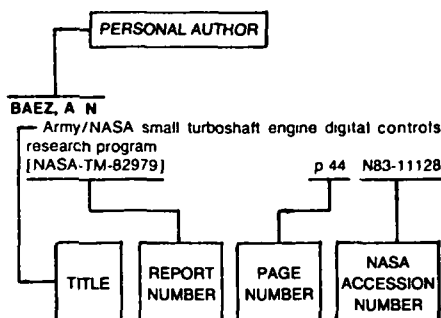 PERSONAL AUTHOR
BAEZ, A N
Army/NASA small turboshaft engine digital controls
research program
[NASA-TM-82979] p 44 N83-11128
TITLE REPORT NUMBER PAGE NUMBER NASA ACCESSION NUMBER